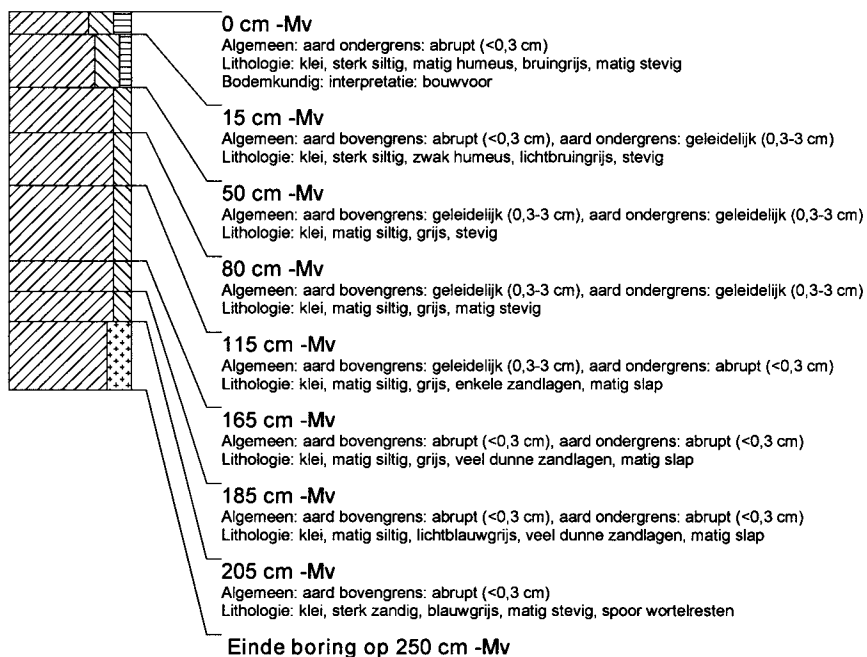 0 cm -Mv
Algemeen: aard ondergrens: abrupt (<0,3 cm)
Lithologie: klei, sterk siltig, matig humeus, bruingrijs, matig stevig
Bodemkundig: interpretatie: bouwvoor
15 cm -Mv
Algemeen: aard bovengrens: abrupt (<0,3 cm), aard ondergrens: geleidelijk (0,3-3 cm)
Lithologie: klei, sterk siltig, zwak humeus, lichtbruingrijs, stevig
50 cm -Mv
Algemeen: aard bovengrens: geleidelijk (0,3-3 cm), aard ondergrens: geleidelijk (0,3-3 cm)
Lithologie: klei, matig siltig, grijs, stevig
80 cm -Mv
Algemeen: aard bovengrens: geleidelijk (0,3-3 cm), aard ondergrens: geleidelijk (0,3-3 cm)
Lithologie: klei, matig siltig, grijs, matig stevig
115 cm -Mv
Algemeen: aard bovengrens: geleidelijk (0,3-3 cm), aard ondergrens: abrupt (<0,3 cm)
Lithologie: klei, matig siltig, grijs, enkele zandlagen, matig slap
165 cm -Mv
Algemeen: aard bovengrens: abrupt (<0,3 cm), aard ondergrens: abrupt (<0,3 cm)
Lithologie: klei, matig siltig, grijs, veel dunne zandlagen, matig slap
185 cm -Mv
Algemeen: aard bovengrens: abrupt (<0,3 cm), aard ondergrens: abrupt (<0,3 cm)
Lithologie: klei, matig siltig, lichtblauwgrijs, veel dunne zandlagen, matig slap
205 cm -Mv
Algemeen: aard bovengrens: abrupt (<0,3 cm)
Lithologie: klei, sterk zandig, blauwgrijs, matig stevig, spoor wortelresten
Einde boring op 250 cm -Mv